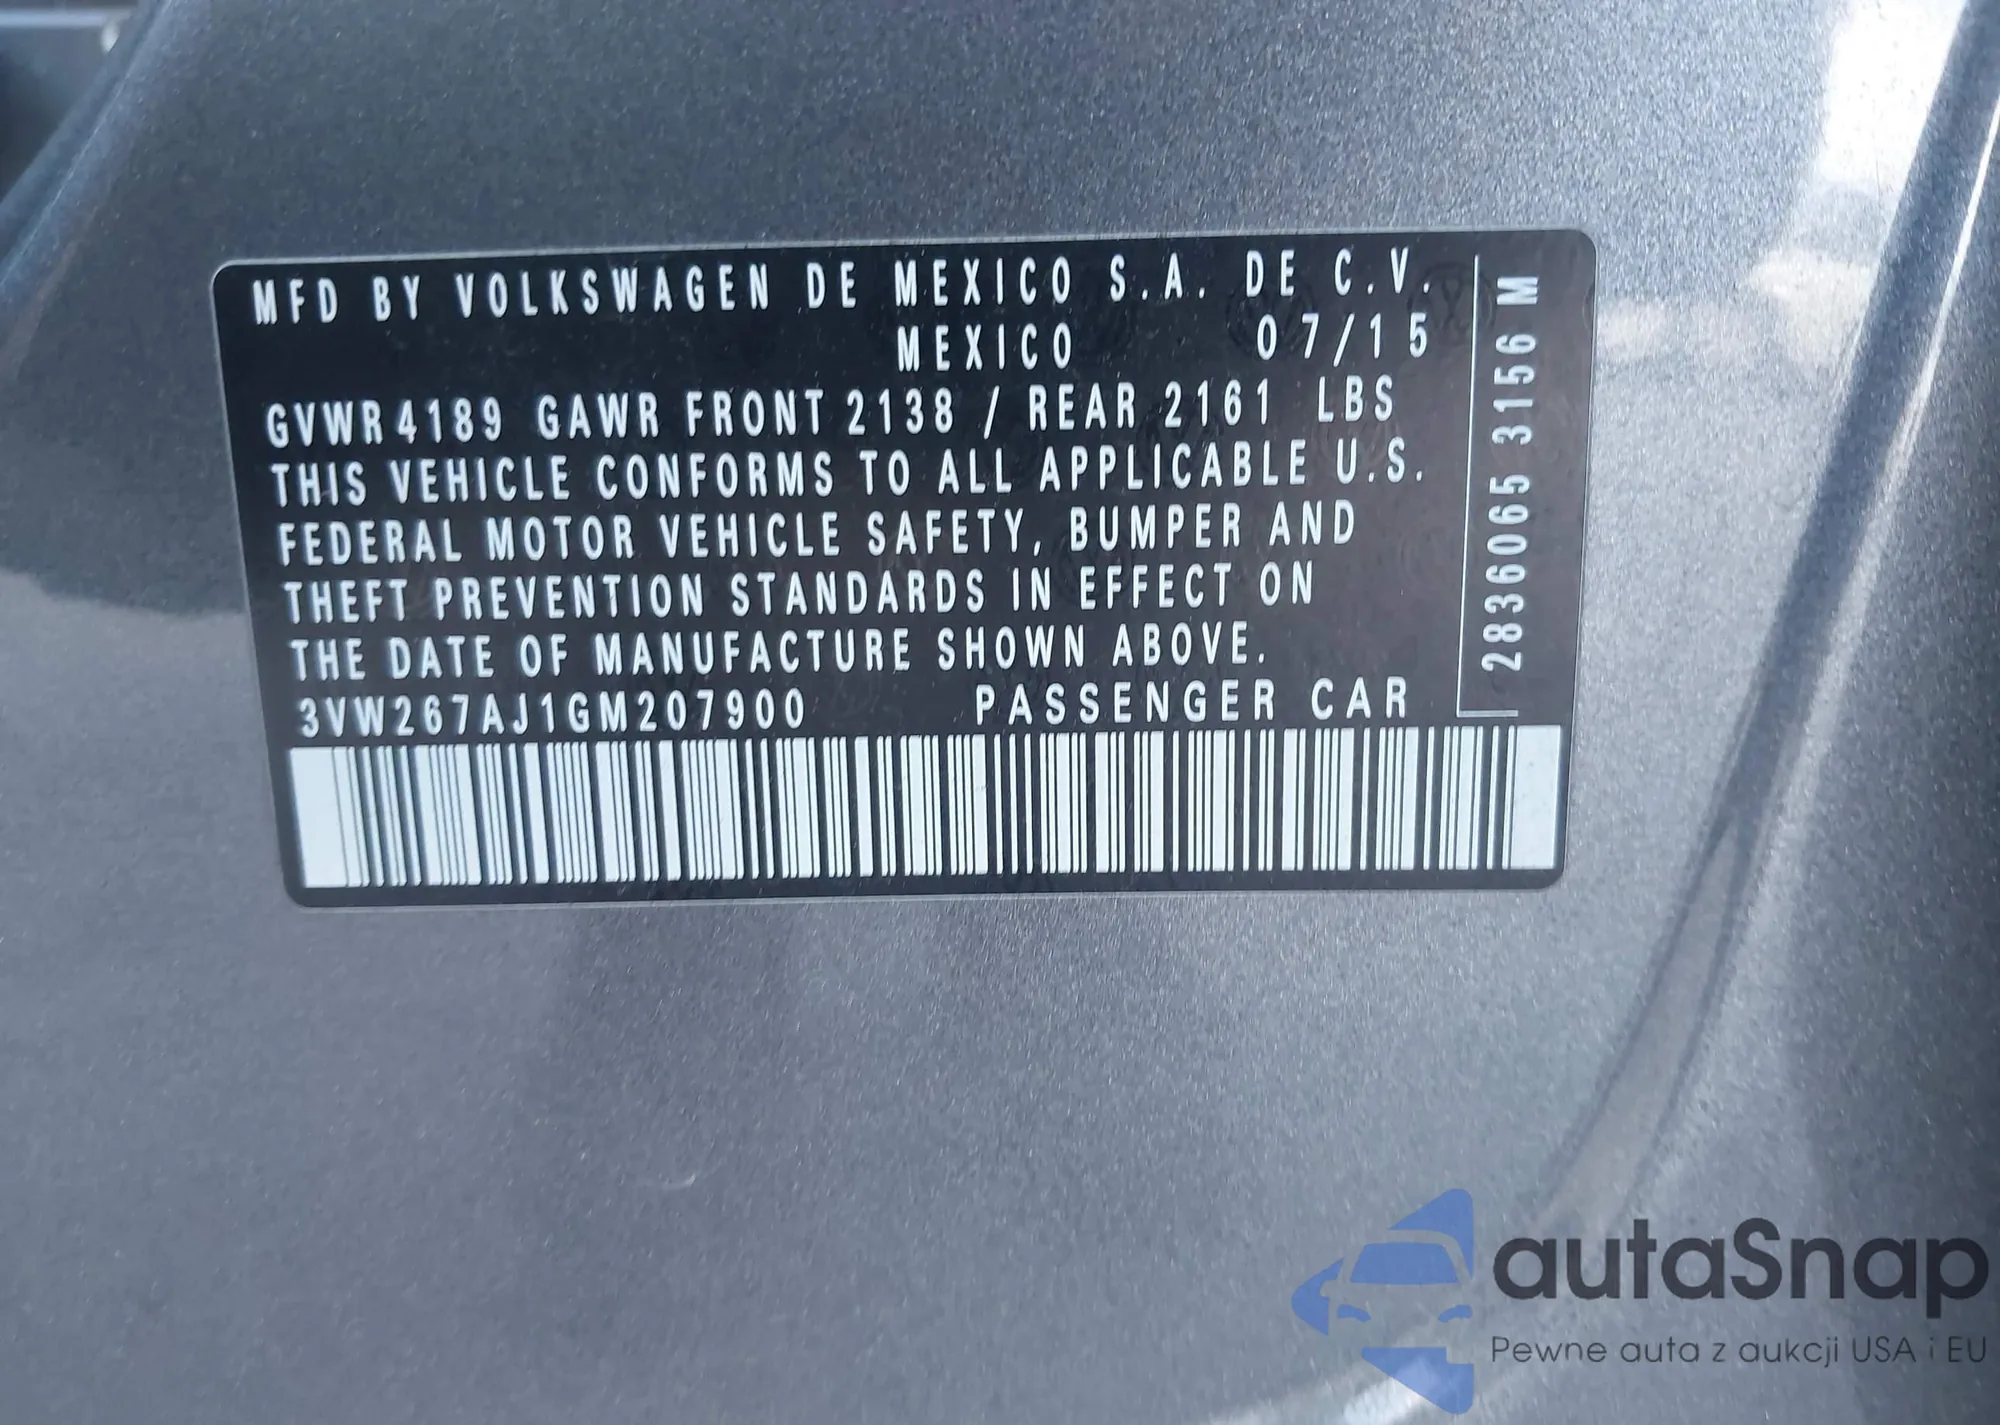 MFD BY VOLKSWAGEN DE MEXICO S.A. DE C.V.
MEXICO 07/15
GVWR 4189 GAWR FRONT 2138 / REAR 2161 LBS
THIS VEHICLE CONFORMS TO ALL APPLICABLE U.S.
FEDERAL MOTOR VEHICLE SAFETY, BUMPER AND
THEFT PREVENTION STANDARDS IN EFFECT ON
THE DATE OF MANUFACTURE SHOWN ABOVE.
3VW267AJ1GM207900 PASSENGER CAR
2836065 3156 M
autaSnap
Pewne auta z aukcji USA i EU